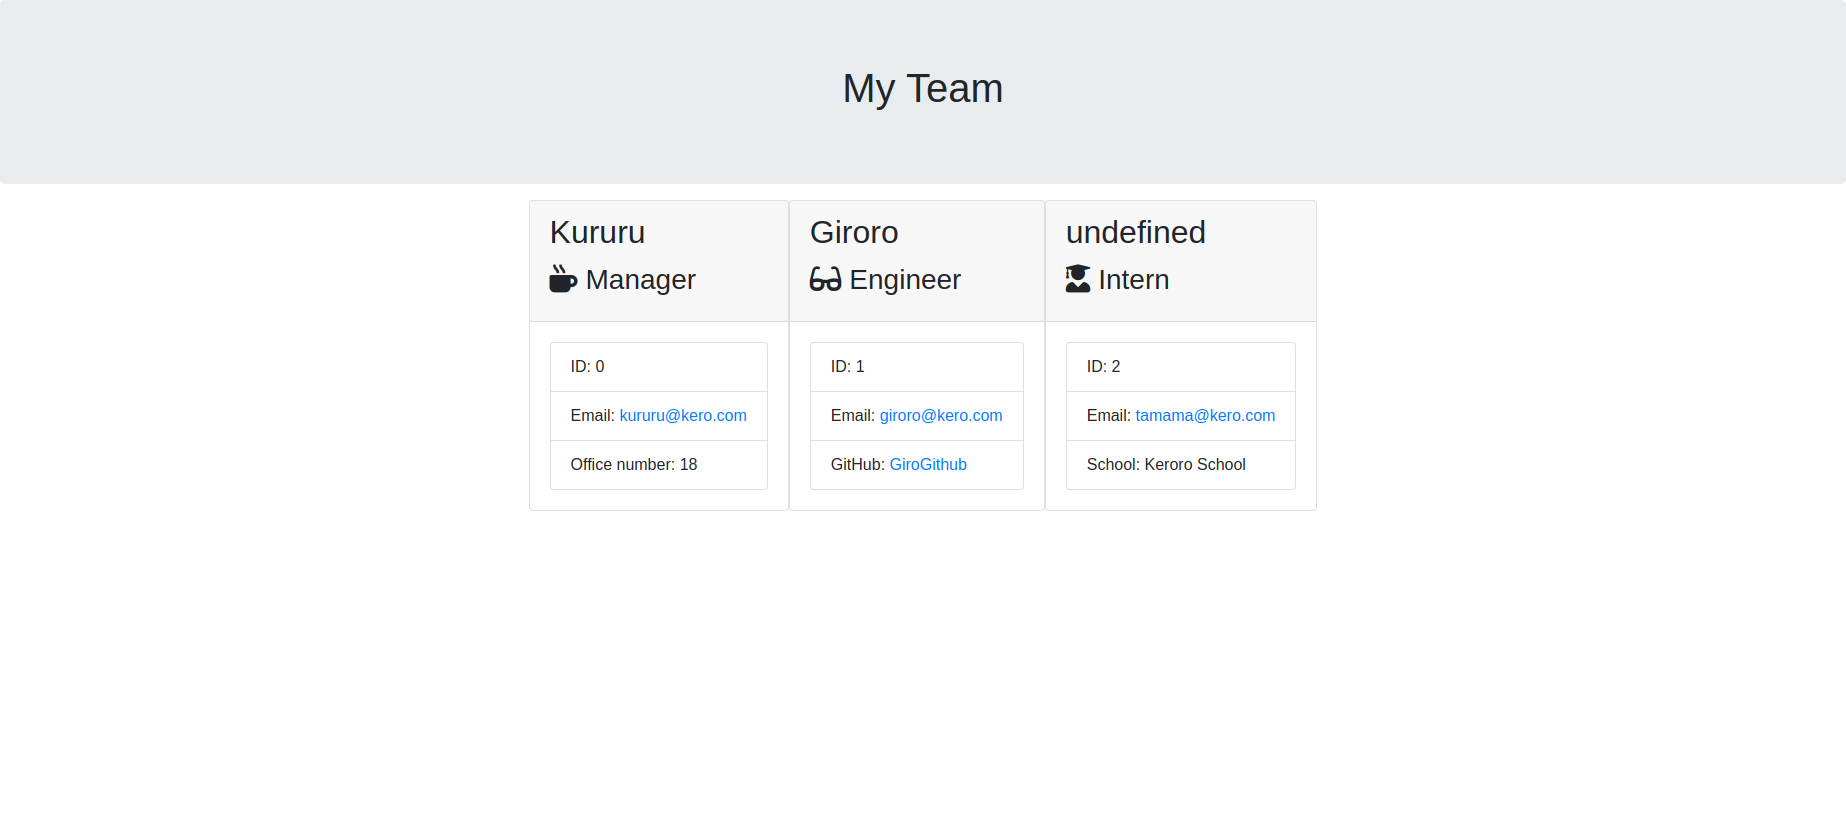 My Team
Kururu
Manager
ID: 0
Email: kururu@kero.com
Office number: 18
Giroro
Engineer
ID: 1
Email: giroro@kero.com
GitHub: GiroGithub
undefined
Intern
ID: 2
Email: tamama@kero.com
School: Keroro School